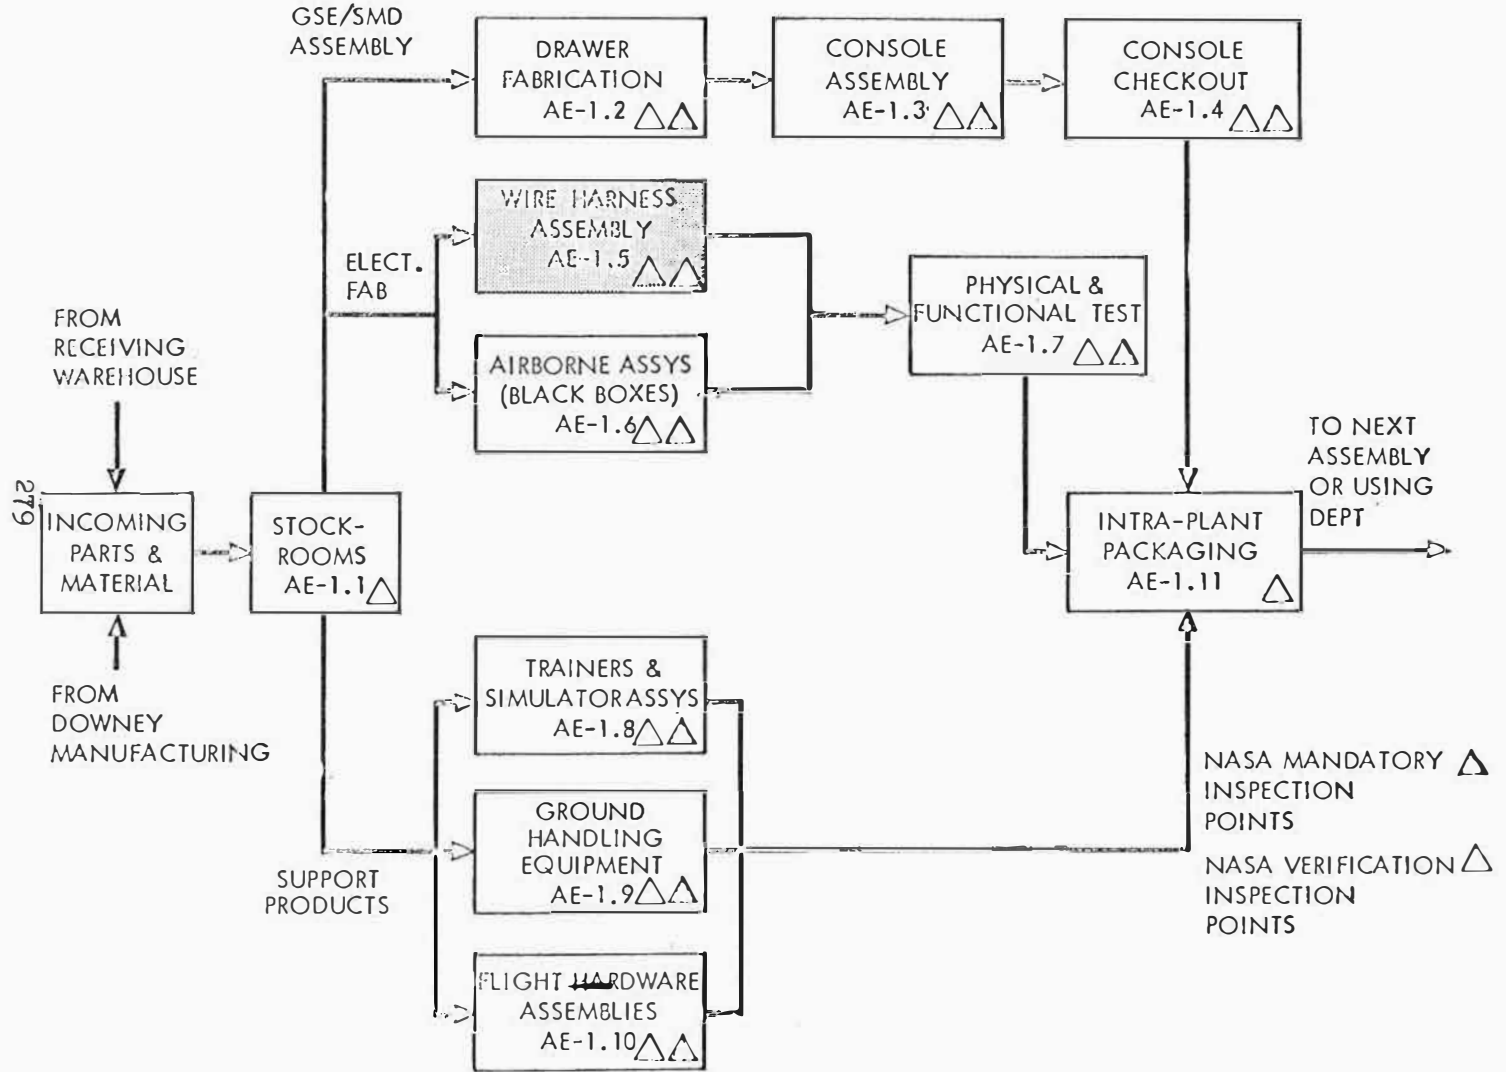 GSE/SMD
ASSEMBLY
DRAWER
FABRICATION
AE-1.2
CONSOLE
ASSEMBLY
AE-1.3
CONSOLE
CHECKOUT
AE-1.4
WIRE HARNESS
ASSEMBLY
AE-1.5
ELECT.
FAB
AIRBORNE ASSYS
(BLACK BOXES)
AE-1.6
PHYSICAL &
FUNCTIONAL TEST
AE-1.7
FROM
RECEIVING
WAREHOUSE
279
INCOMING
PARTS &
MATERIAL
STOCK-
ROOMS
AE-1.1
INTRA-PLANT
PACKAGING
AE-1.11
TO NEXT
ASSEMBLY
OR USING
DEPT
FROM
DOWNEY
MANUFACTURING
TRAINERS &
SIMULATOR ASSYS
AE-1.8
GROUND
HANDLING
EQUIPMENT
AE-1.9
SUPPORT
PRODUCTS
FLIGHT HARDWARE
ASSEMBLIES
AE-1.10
NASA MANDATORY
INSPECTION
POINTS
NASA VERIFICATION
INSPECTION
POINTS